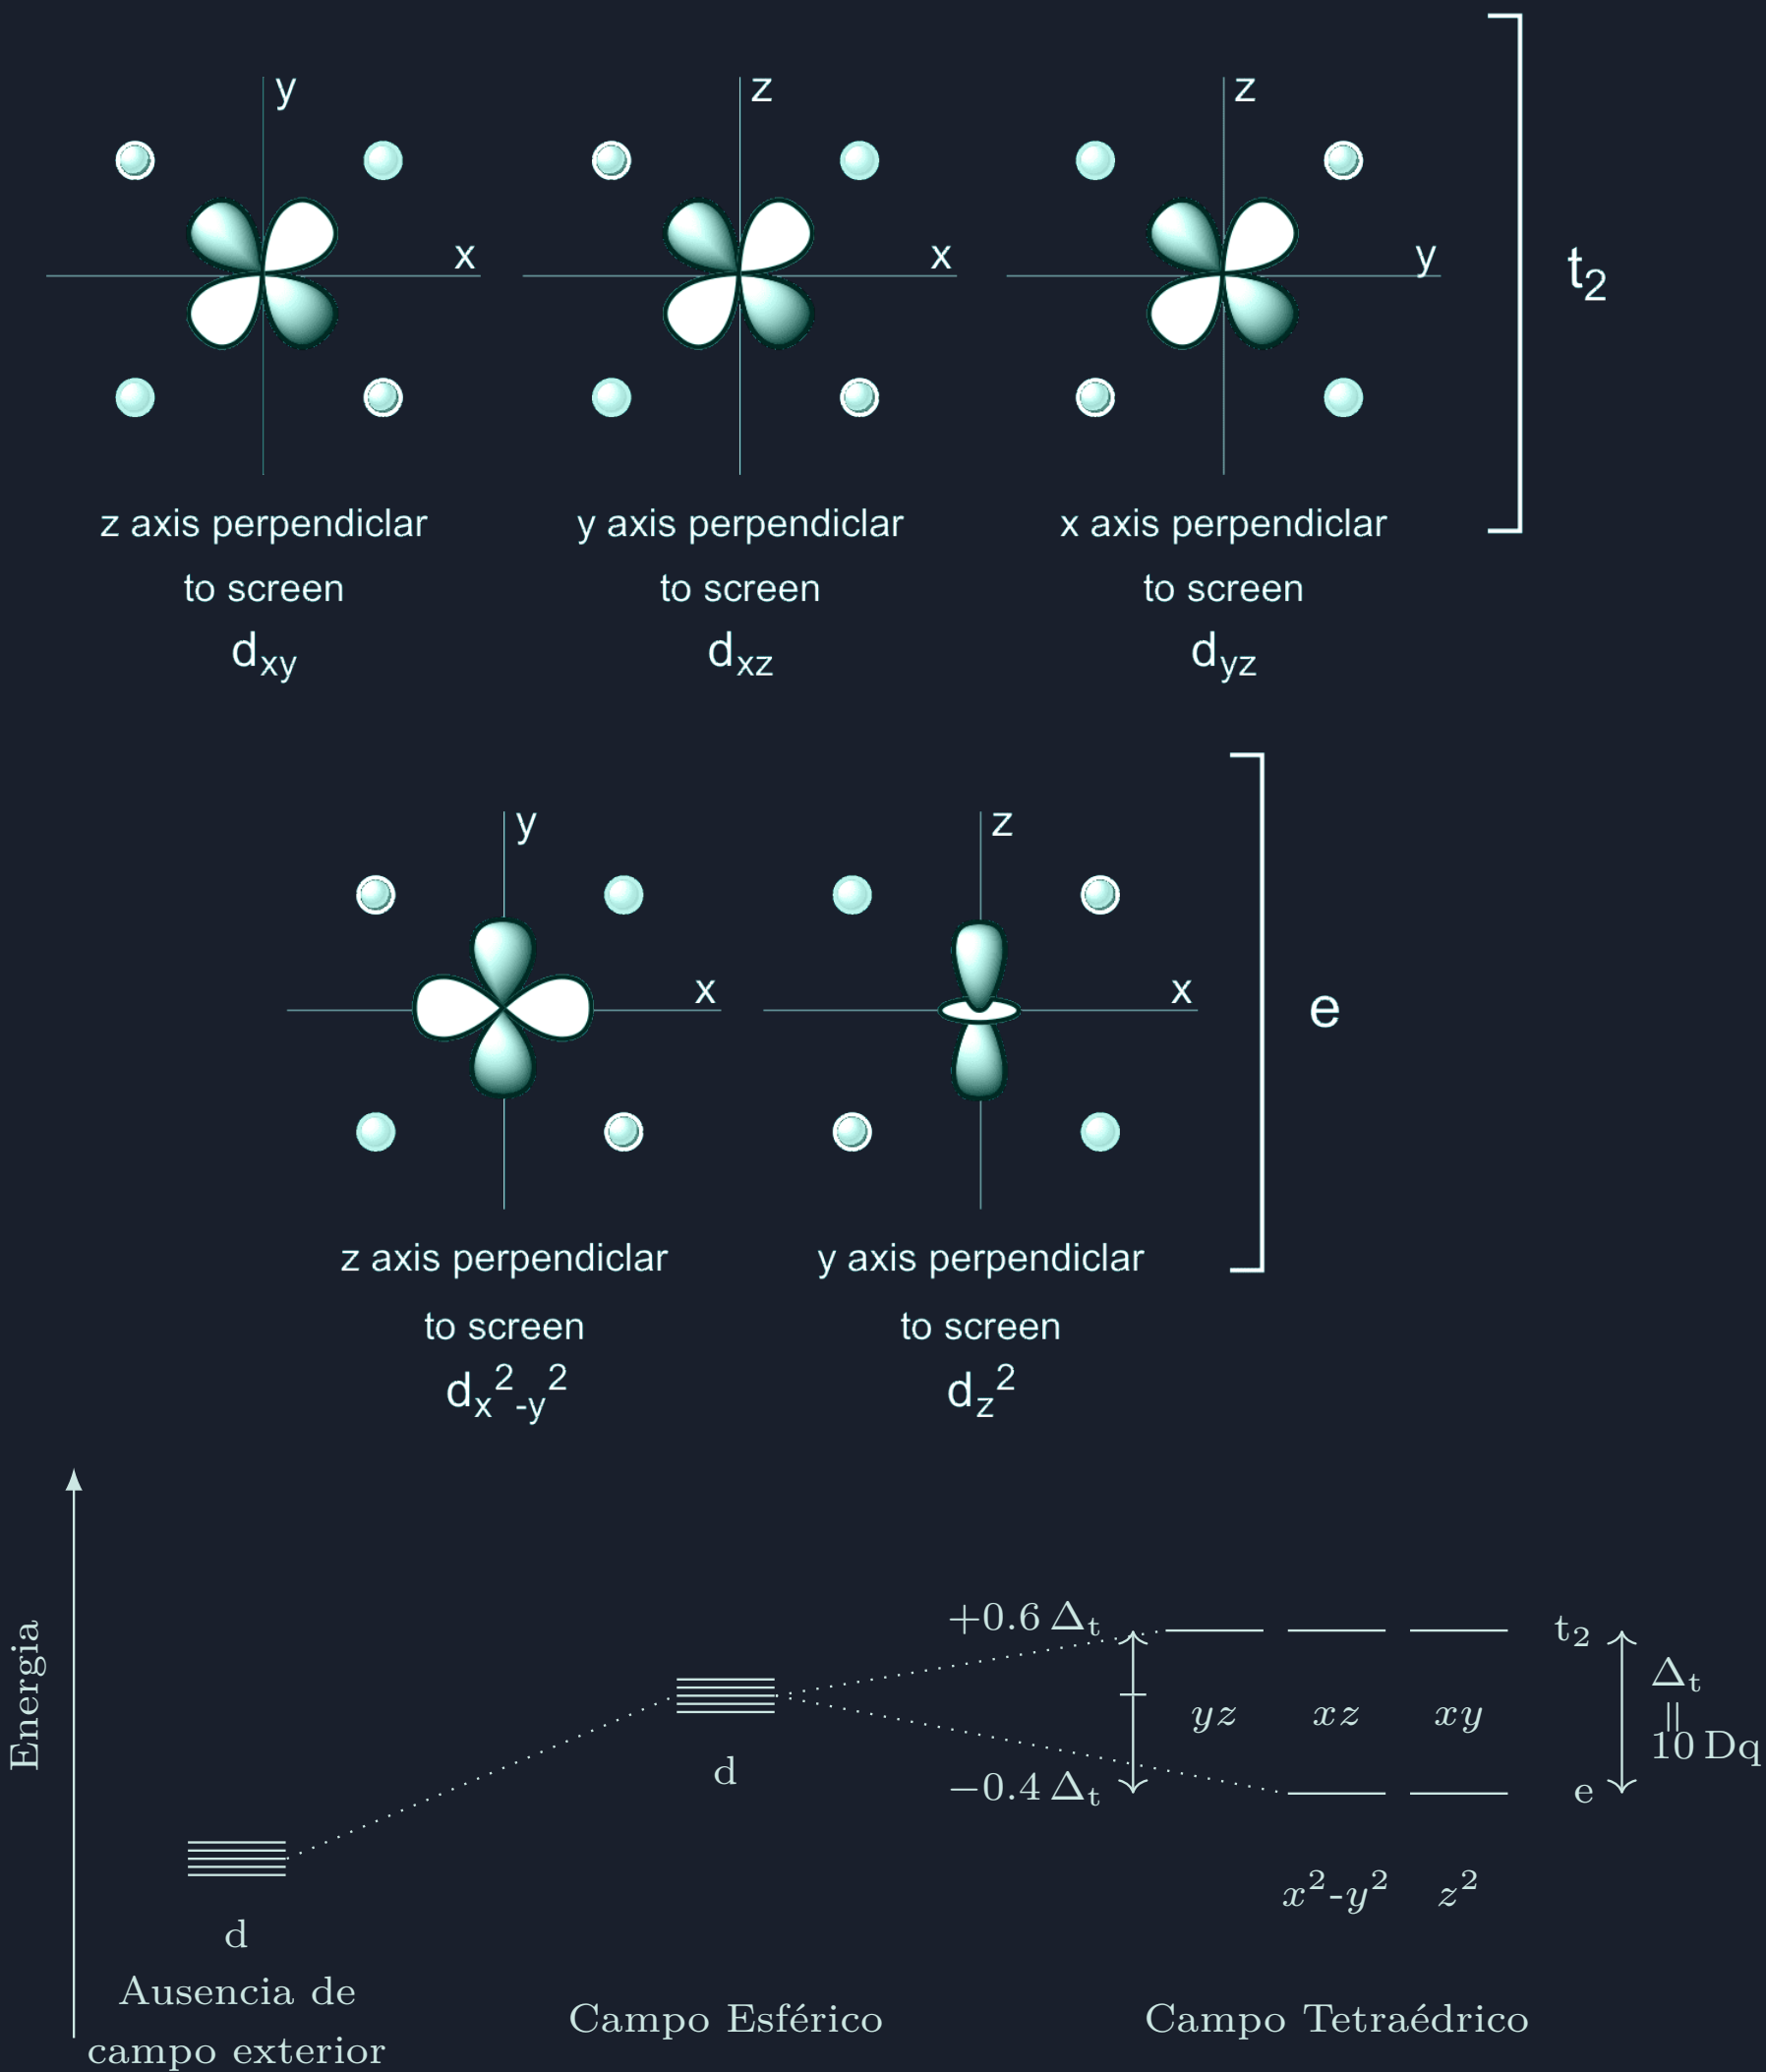 y
z
z
x
x
y
t₂
z axis perpendiclar
to screen
dxy
y axis perpendiclar
to screen
dxz
x axis perpendiclar
to screen
dyz
y
z
x
x
e
z axis perpendiclar
to screen
dx²-y²
y axis perpendiclar
to screen
dz²
Energia
d
Ausencia de
campo exterior
d
Campo Esférico
+0.6 Δt
−0.4 Δt
yz xz xy
t₂
x²-y² z²
e
Δt
=
10 Dq
Campo Tetraédrico